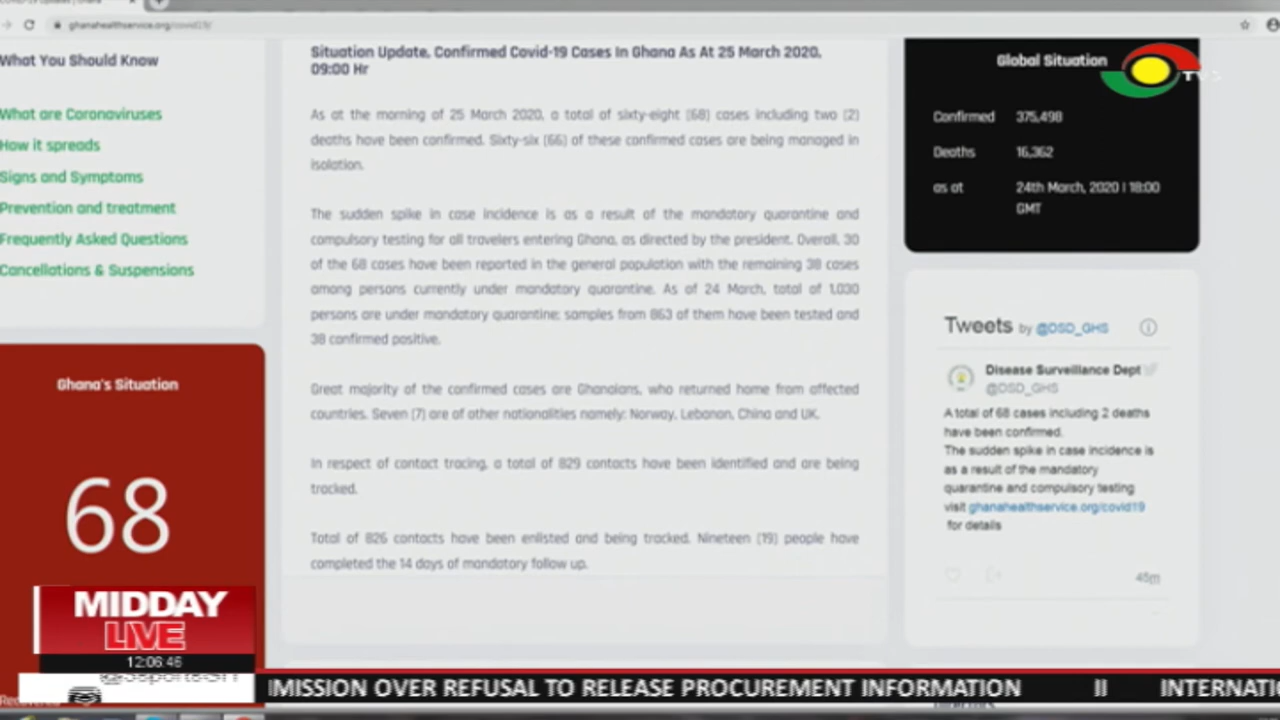 ghanahealthservice.org/covid19/
What You Should Know
What are Coronaviruses
How it spreads
Signs and Symptoms
Prevention and treatment
Frequently Asked Questions
Cancellations & Suspensions
Ghana's Situation
68
Situation Update, Confirmed Covid-19 Cases In Ghana As At 25 March 2020,
09:00 Hr
As at the morning of 25 March 2020, a total of sixty-eight (68) cases including two (2)
deaths have been confirmed. Sixty-six (66) of these confirmed cases are being managed in
isolation.
The sudden spike in case incidence is as a result of the mandatory quarantine and
compulsory testing for all travelers entering Ghana, as directed by the president. Overall, 30
of the 68 cases have been reported in the general population with the remaining 38 cases
among persons currently under mandatory quarantine. As of 24 March, total of 1,030
persons are under mandatory quarantine; samples from 863 of them have been tested and
38 confirmed positive.
Great majority of the confirmed cases are Ghanaians, who returned home from affected
countries. Seven (7) are of other nationalities namely: Norway, Lebanon, China and UK.
In respect of contact tracing, a total of 829 contacts have been identified and are being
tracked.
Total of 826 contacts have been enlisted and being tracked. Nineteen (19) people have
completed the 14 days of mandatory follow up.
Global Situation
Confirmed 375,498
Deaths 16,362
as at 24th March, 2020 | 18:00
GMT
Tweets by @DSD_GHS
Disease Surveillance Dept
@DSD_GHS
A total of 68 cases including 2 deaths
have been confirmed.
The sudden spike in case incidence is
as a result of the mandatory
quarantine and compulsory testing
visit ghanahealthservice.org/covid19
for details
45m
MIDDAY
LIVE
12:06:46
MISSION OVER REFUSAL TO RELEASE PROCUREMENT INFORMATION || INTERNATI